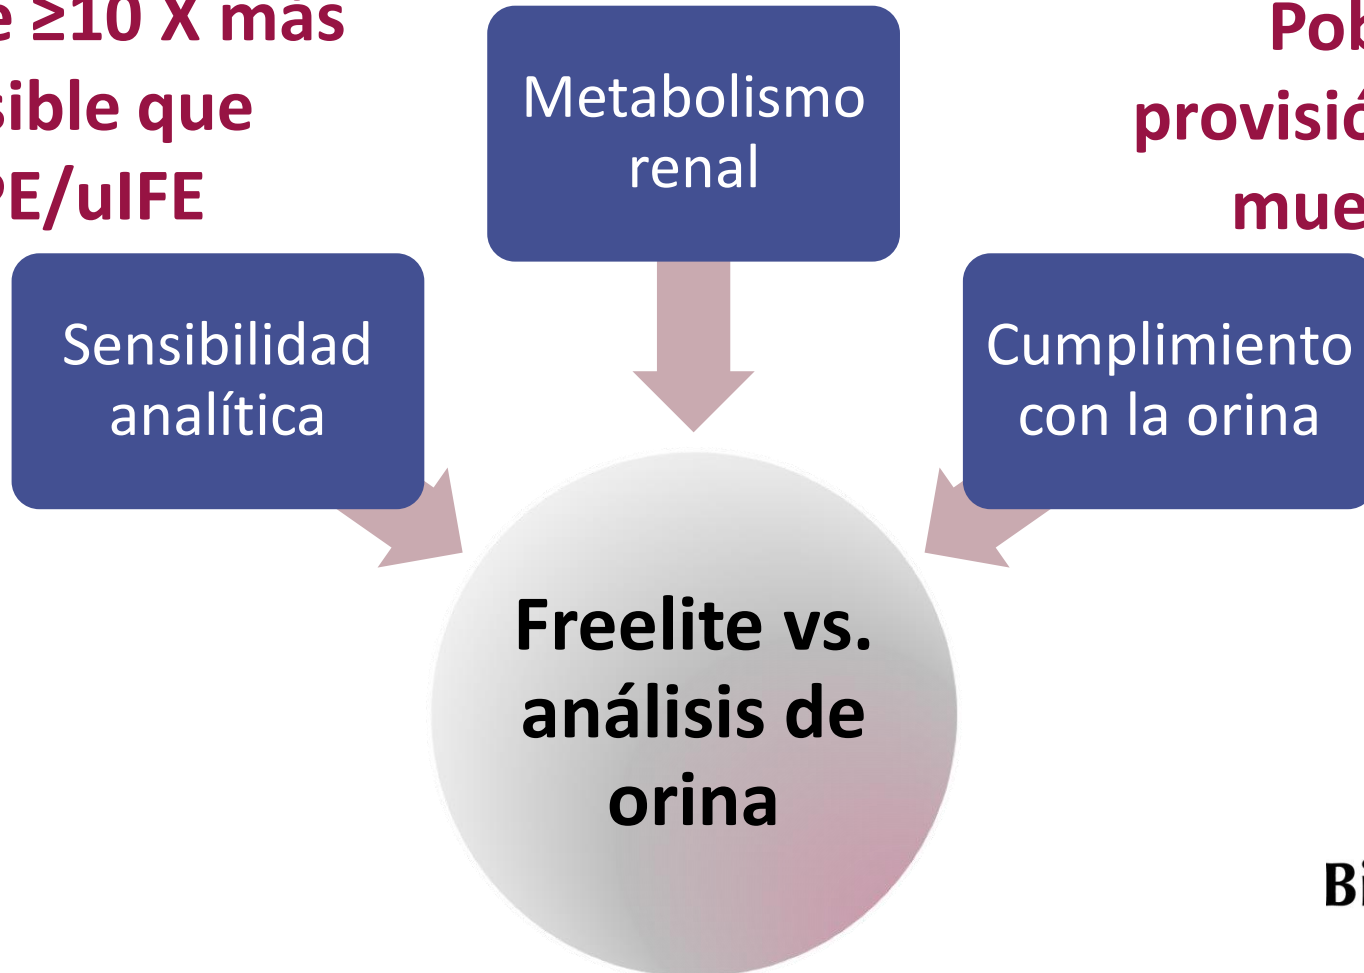 ≥10 X más
que
/uIFE
Metabolismo
renal
Sensibilidad
analítica
Cumplimiento
con la orina
Freelite vs.
análisis de
orina